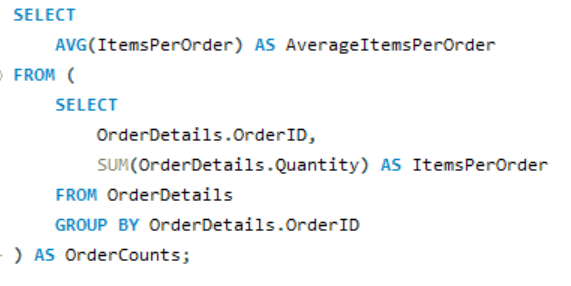 SELECT
AVG(ItemsPerOrder) AS AverageItemsPerOrder
FROM (
SELECT
OrderDetails.OrderID,
SUM(OrderDetails.Quantity) AS ItemsPerOrder
FROM OrderDetails
GROUP BY OrderDetails.OrderID
) AS OrderCounts;